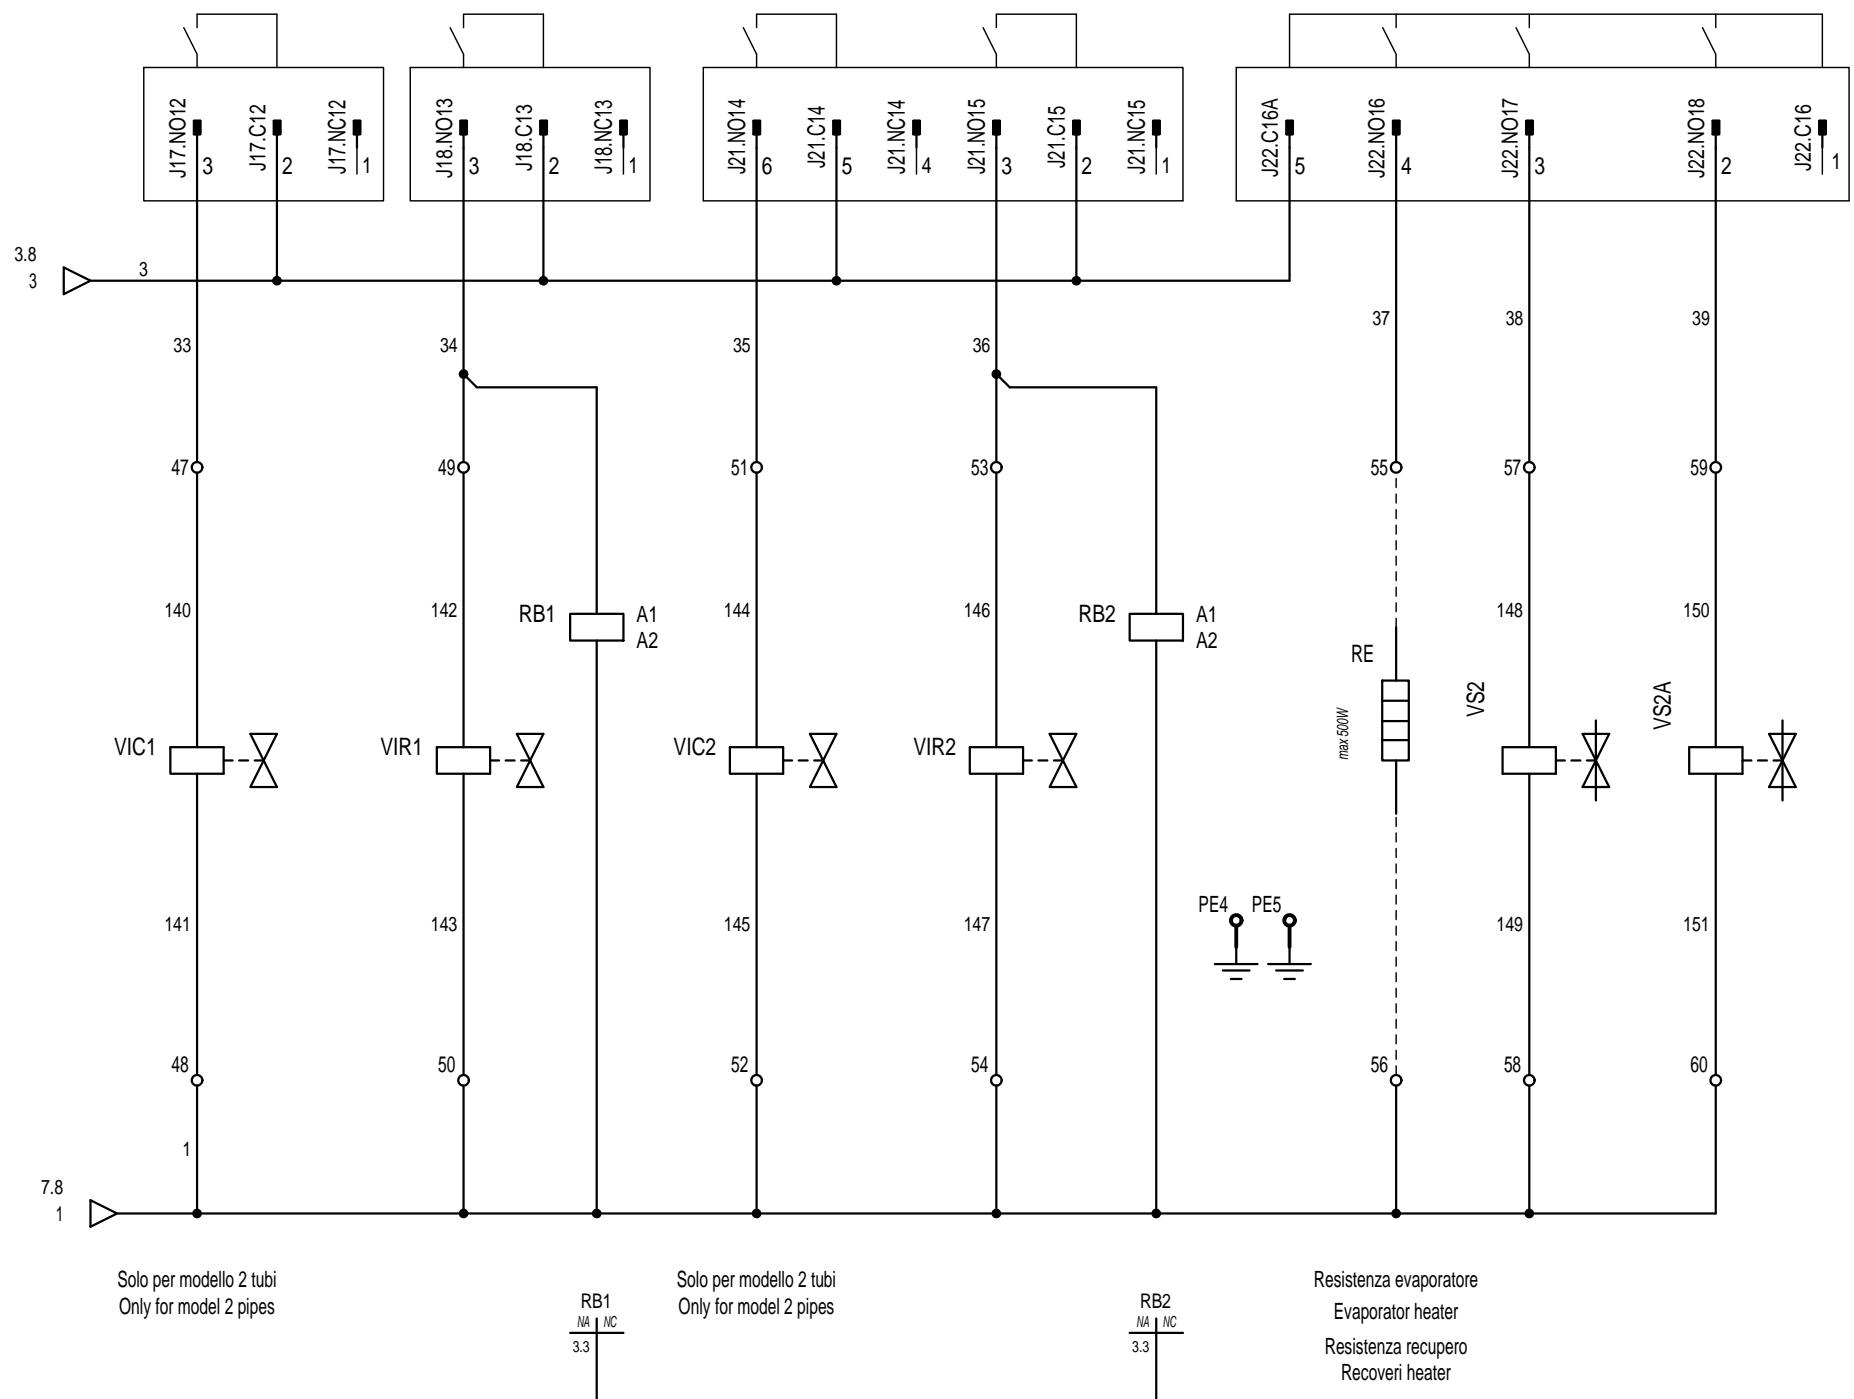 J17.NO12
3
J17.C12
2
J17.NC12
1
J18.NO13
3
J18.C13
2
J18.NC13
1
J21.NO14
6
J21.C14
5
J21.NC14
4
J21.NO15
3
J21.C15
2
J21.NC15
1
J22.C16A
5
J22.NO16
4
J22.NO17
3
J22.NO18
2
J22.C16
1
3.8
3
3
33
34
35
36
37
38
39
47
49
51
53
55
57
59
140
142
RB1
A1
A2
144
146
RB2
A1
A2
148
150
RE
max 500W
VS2
VS2A
VIC1
VIR1
VIC2
VIR2
141
143
145
147
PE4
PE5
149
151
48
50
52
54
56
58
60
1
7.8
1
Solo per modello 2 tubi
Only for model 2 pipes
RB1
NA NC
3.3
Solo per modello 2 tubi
Only for model 2 pipes
RB2
NA NC
3.3
Resistenza evaporatore
Evaporator heater
Resistenza recupero
Recoveri heater